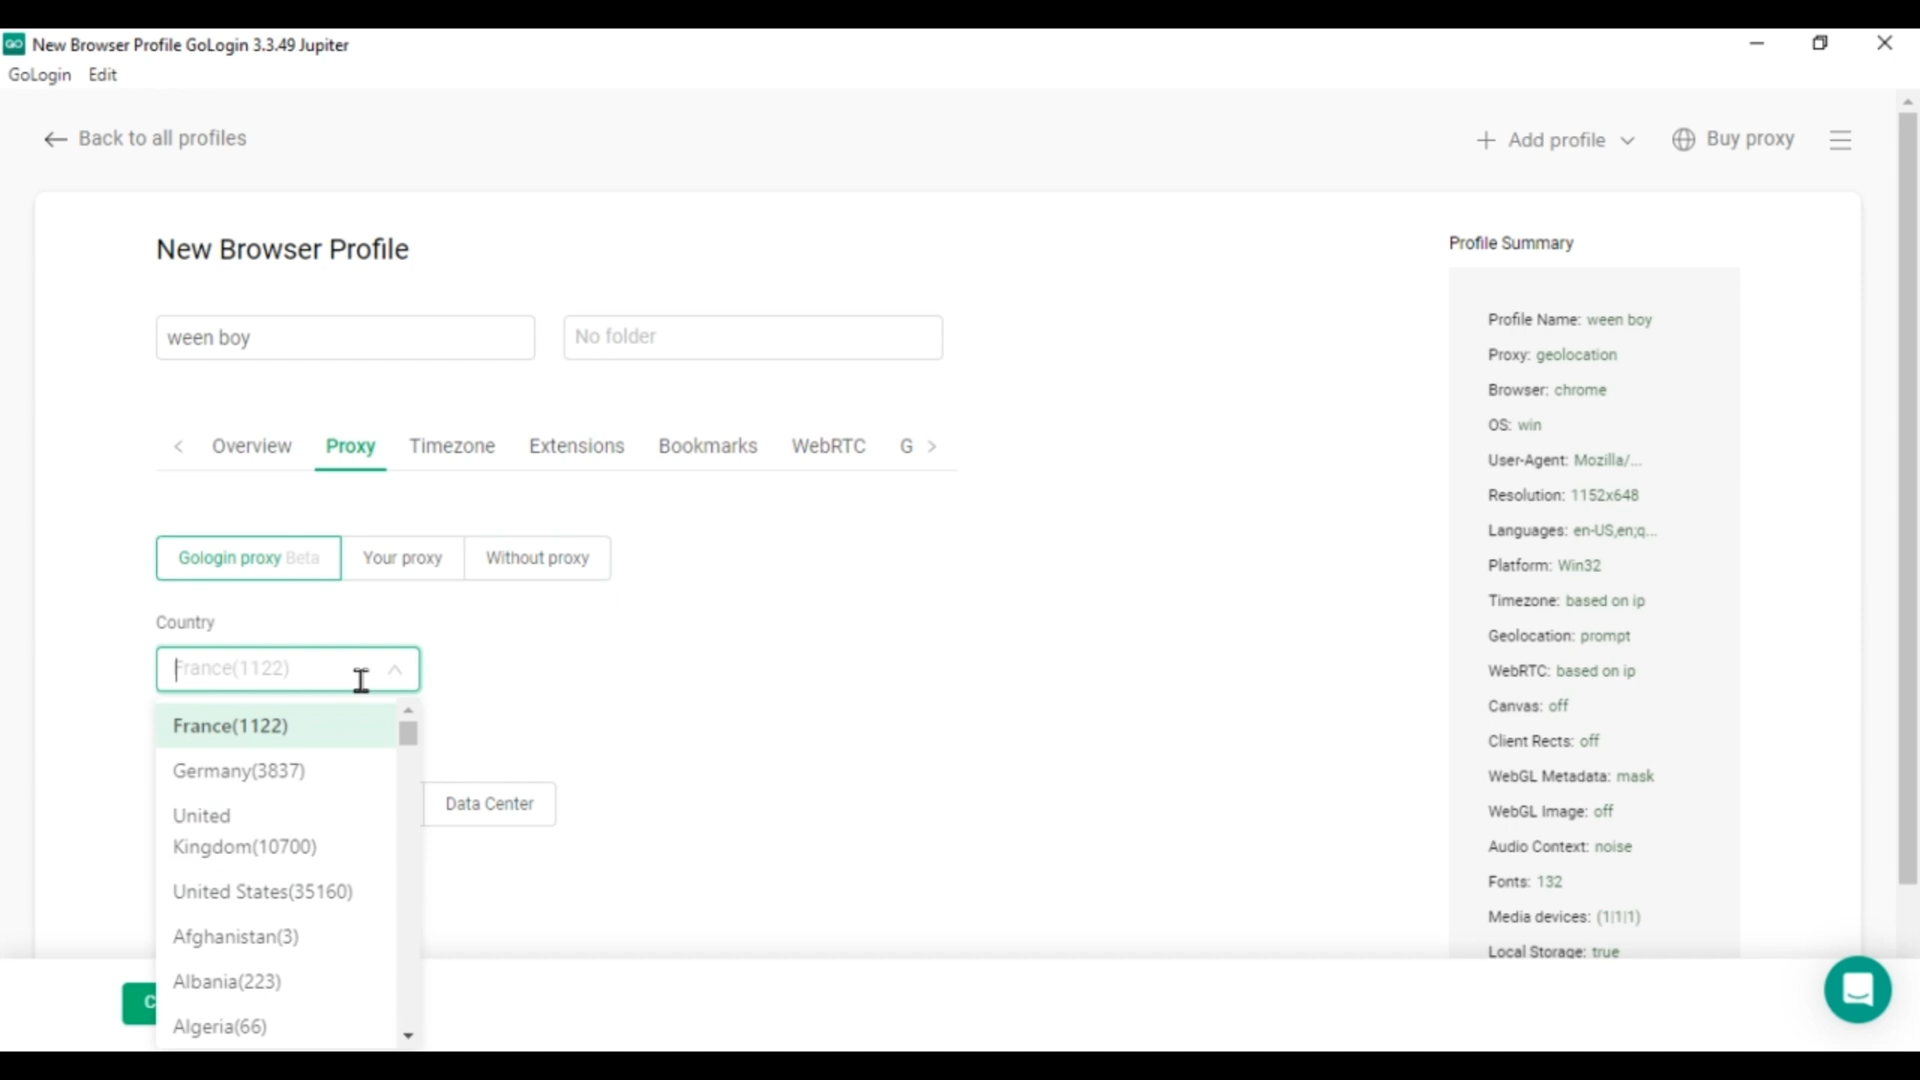 GO New Browser Profile GoLogin 3.3.49 Jupiter
GoLogin Edit
Back to all profiles
Add profile
Buy proxy
New Browser Profile
ween boy
No folder
Overview Proxy Timezone Extensions Bookmarks WebRTC G
Gologin proxy Beta Your proxy Without proxy
Country
France(1122)
France(1122)
Germany(3837)
United
Kingdom(10700)
United States(35160)
Afghanistan(3)
Albania(223)
Algeria(66)
Data Center
C
Profile Summary
Profile Name: ween boy
Proxy: geolocation
Browser: chrome
OS: win
User-Agent: Mozilla/...
Resolution: 1152x648
Languages: en-US,en;q...
Platform: Win32
Timezone: based on ip
Geolocation: prompt
WebRTC: based on ip
Canvas: off
Client Rects: off
WebGL Metadata: mask
WebGL Image: off
Audio Context: noise
Fonts: 132
Media devices: (1|1|1)
Local Storage: true